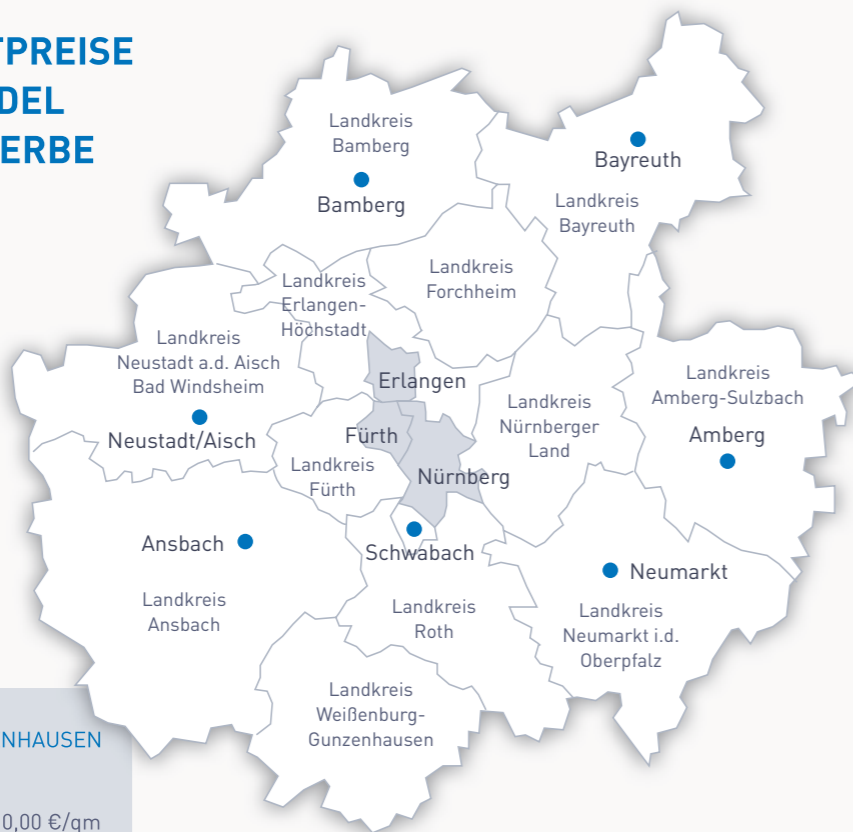 TPREISE
DEL
ERBE
Landkreis
Bamberg
Bamberg
Bayreuth
Landkreis
Bayreuth
Landkreis
Forchheim
Landkreis
Erlangen-
Höchstadt
Landkreis
Neustadt a.d. Aisch
Bad Windsheim
Neustadt/Aisch
Erlangen
Fürth
Landkreis
Fürth
Nürnberg
Landkreis
Nürnberger
Land
Landkreis
Amberg-Sulzbach
Amberg
Ansbach
Landkreis
Ansbach
Schwabach
Landkreis
Roth
Neumarkt
Landkreis
Neumarkt i.d.
Oberpfalz
Landkreis
Weißenburg-
Gunzenhausen
NHAUSEN
0,00 €/qm